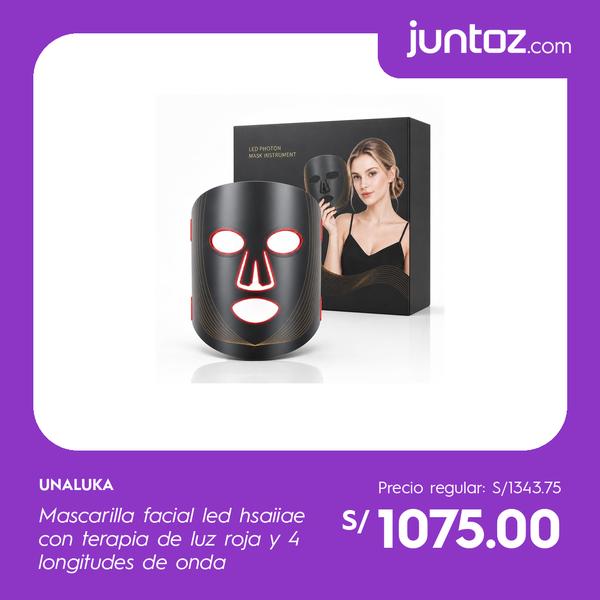 juntoz.com
LED PHOTON
MASK INSTRUMENT
UNALUKA
Mascarilla facial led hsaiiae
con terapia de luz roja y 4
longitudes de onda
Precio regular: S/1343.75
S/ 1075.00